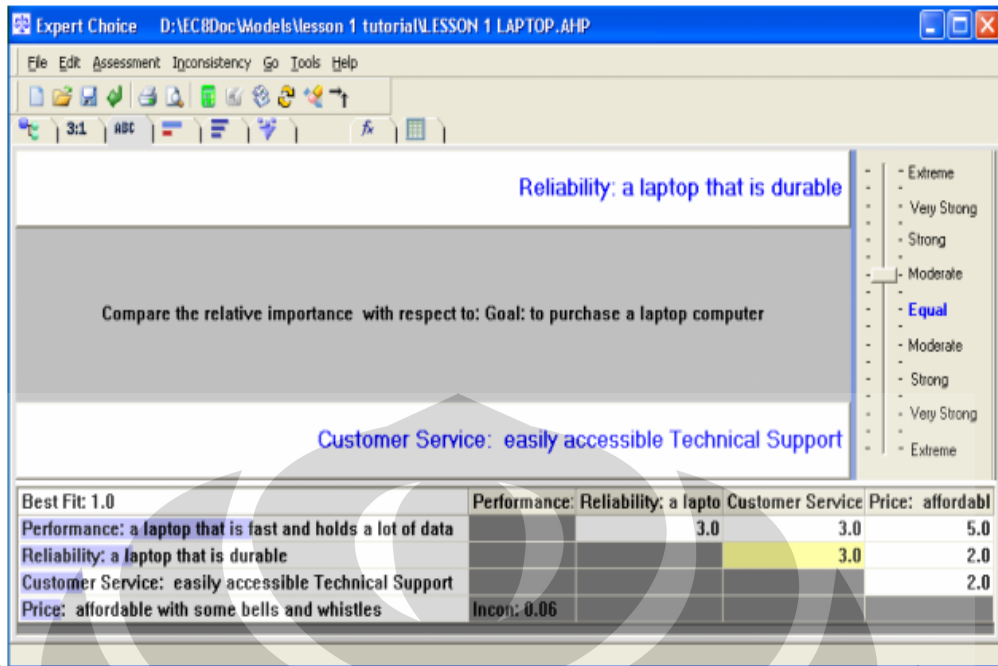 Expert Choice D:\EC8Doc\Models\lesson 1 tutorial\LESSON 1 LAPTOP.AHP
File Edit Assessment Inconsistency Go Tools Help
3:1 ABC fx
Reliability: a laptop that is durable
Compare the relative importance with respect to: Goal: to purchase a laptop computer
Customer Service: easily accessible Technical Support
Extreme
Very Strong
Strong
Moderate
Equal
Moderate
Strong
Very Strong
Extreme
Best Fit: 1.0 Performance: Reliability: a lapto Customer Service Price: affordabl
Performance: a laptop that is fast and holds a lot of data 3.0 3.0 5.0
Reliability: a laptop that is durable 3.0 2.0
Customer Service: easily accessible Technical Support 2.0
Price: affordable with some bells and whistles Incon: 0.06